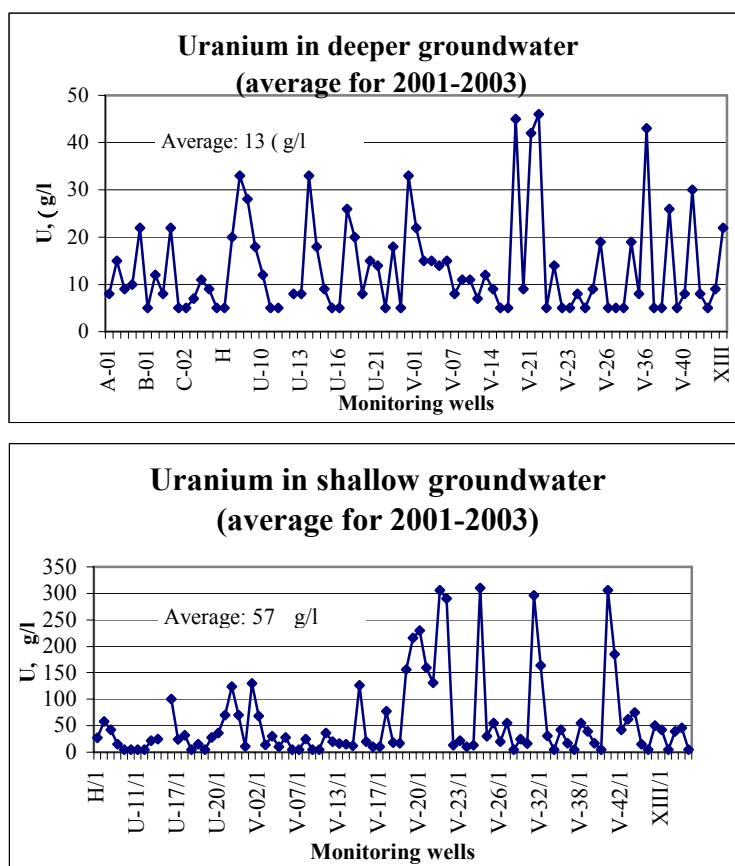 Uranium in deeper groundwater
(average for 2001-2003)
50
40
30
20
10
0
U, ( g/l
Average: 13 ( g/l
A-01
B-01
C-02
H
U-10
U-13
U-16
U-21
V-01
V-07
V-14
V-21
V-23
V-26
V-36
V-40
XIII
Monitoring wells
Uranium in shallow groundwater
(average for 2001-2003)
350
300
250
200
150
100
50
0
U, g/l
Average: 57 g/l
H/1
U-11/1
U-17/1
U-20/1
V-02/1
V-07/1
V-13/1
V-17/1
V-20/1
V-23/1
V-26/1
V-32/1
V-38/1
V-42/1
XIII/1
Monitoring wells